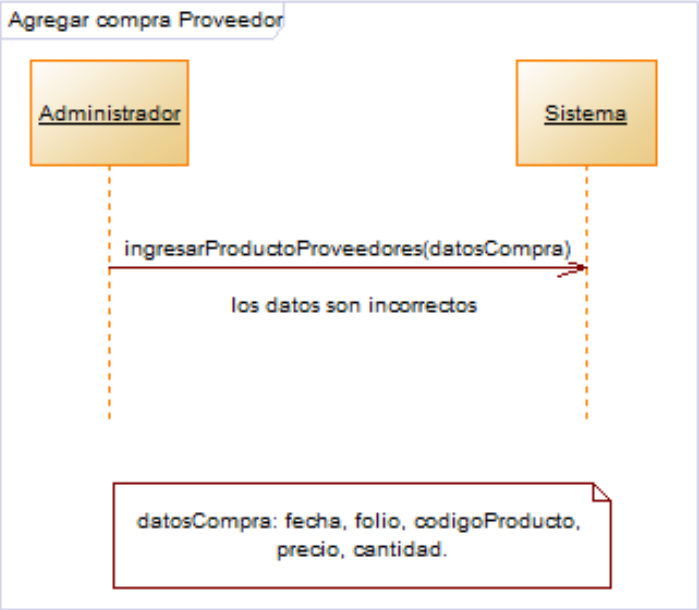 Agregar compra Proveedor
Administrador
Sistema
ingresarProductoProveedores(datosCompra)
los datos son incorrectos
datosCompra: fecha, folio, codigoProducto,
precio, cantidad.